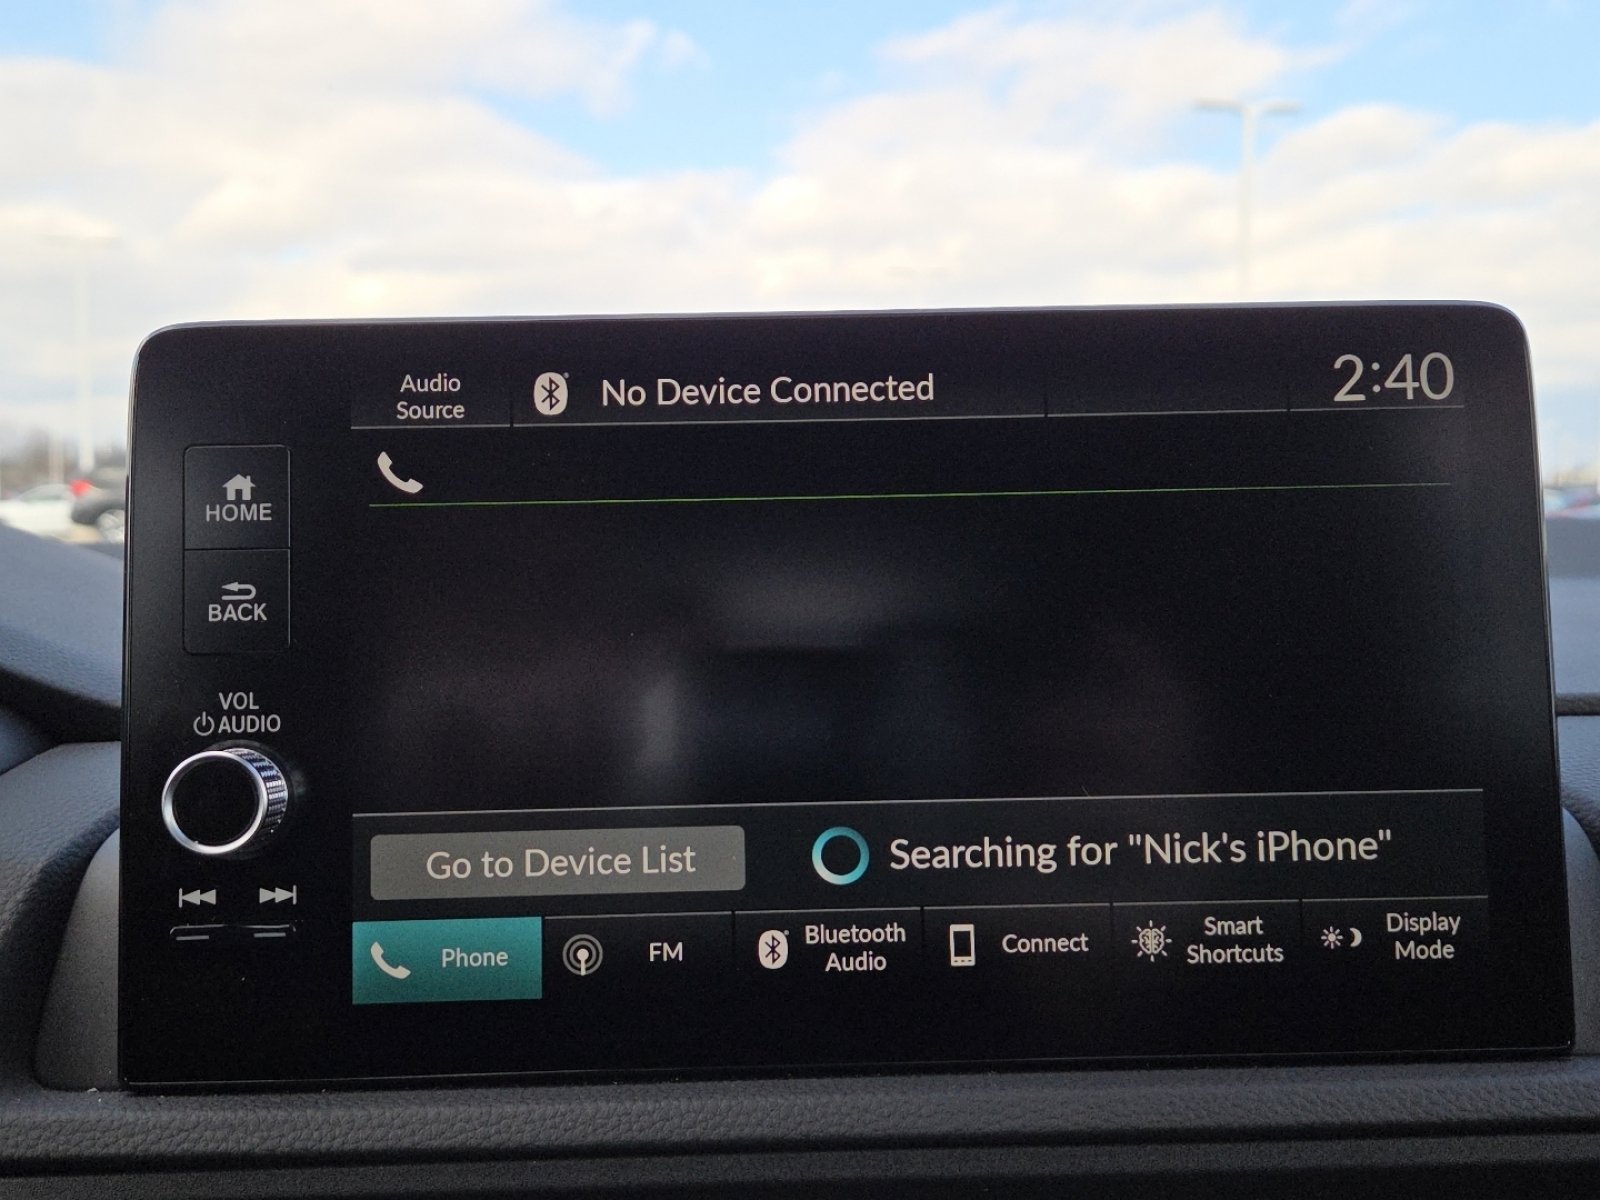 Audio
Source
No Device Connected
2:40
HOME
BACK
VOL
AUDIO
Go to Device List
Searching for "Nick's iPhone"
Phone
FM
Bluetooth
Audio
Connect
Smart
Shortcuts
Display
Mode